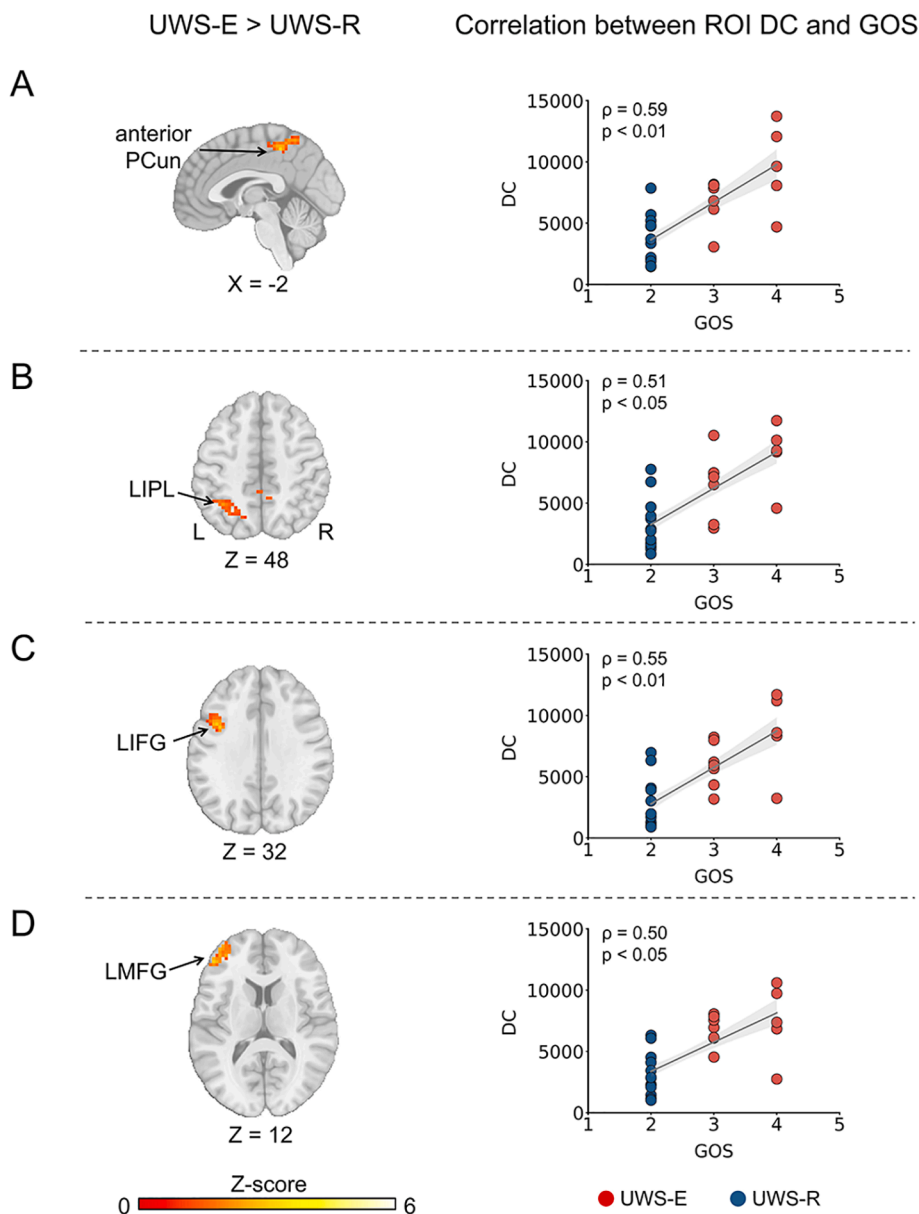 UWS-E > UWS-R
Correlation between ROI DC and GOS
A
anterior
PCun
X = -2
ρ = 0.59
p < 0.01
15000
10000
5000
0
DC
1 2 3 4 5
GOS
B
LIPL
L R
Z = 48
ρ = 0.51
p < 0.05
15000
10000
5000
0
DC
1 2 3 4 5
GOS
C
LIFG
Z = 32
ρ = 0.55
p < 0.01
15000
10000
5000
0
DC
1 2 3 4 5
GOS
D
LMFG
Z = 12
ρ = 0.50
p < 0.05
15000
10000
5000
0
DC
1 2 3 4 5
GOS
Z-score
0 6
UWS-E UWS-R